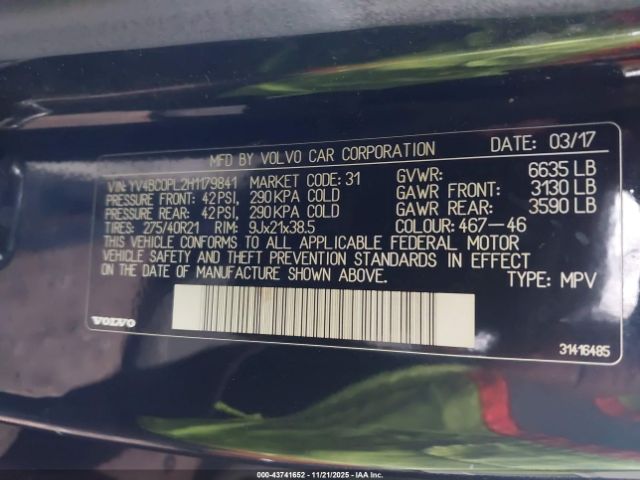 MFD BY VOLVO CAR CORPORATION DATE: 03/17
VIN: YV4BC0PL2H1179841 MARKET CODE: 31 GVWR: 6635 LB
PRESSURE FRONT: 42 PSI, 290 KPA COLD GAWR FRONT: 3130 LB
PRESSURE REAR: 42 PSI, 290 KPA COLD GAWR REAR: 3590 LB
TIRES: 275/40R21 RIM: 9Jx21x38.5 COLOUR: 467-46
THIS VEHICLE CONFORMS TO ALL APPLICABLE FEDERAL MOTOR
VEHICLE SAFETY AND THEFT PREVENTION STANDARDS IN EFFECT
ON THE DATE OF MANUFACTURE SHOWN ABOVE. TYPE: MPV
VOLVO 31416485
000-43741652 - 11/21/2025 - IAA Inc.